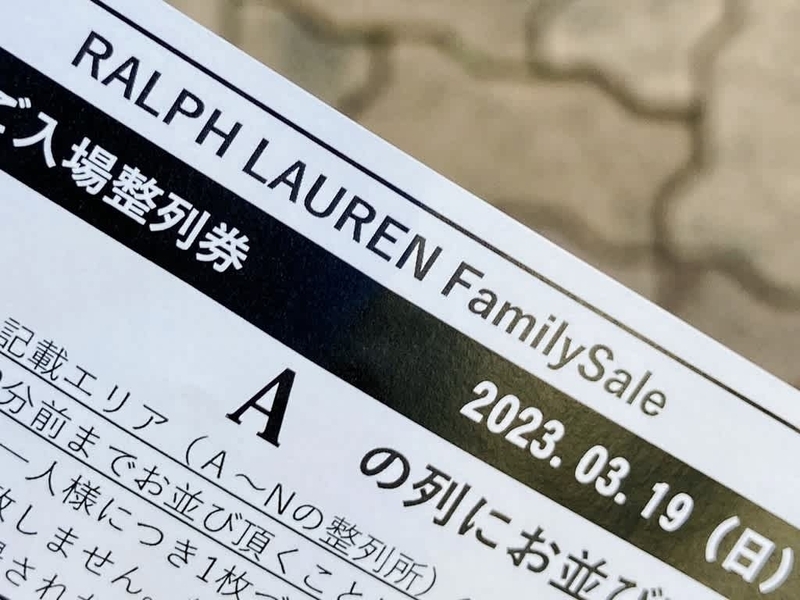 RALPH LAUREN FamilySale
ご入場整列券 2023. 03. 19（日）
A の列にお並び
記載エリア（A～Nの整列所）
分前までお並び頂くこと
一人様につき1枚づ
致しません。